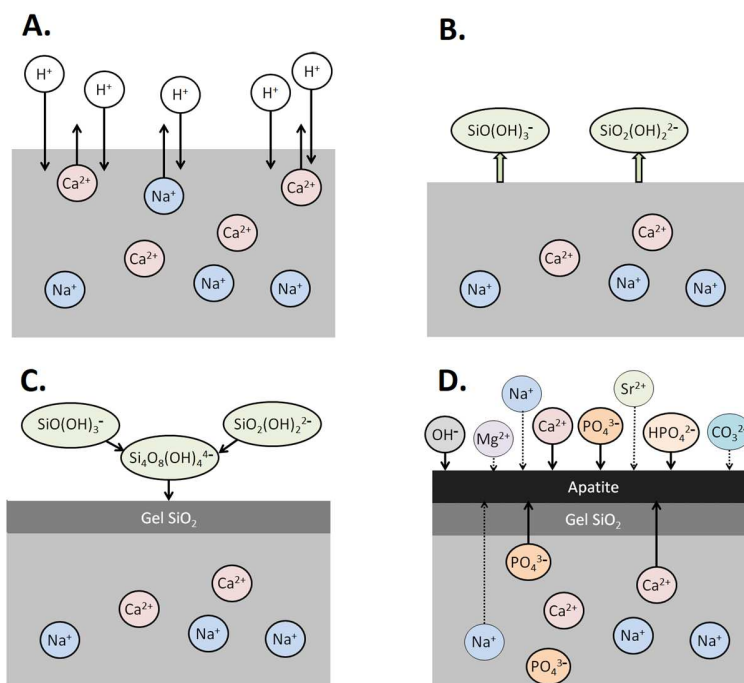 A.
H⁺
H⁺
H⁺
H⁺
H⁺
Ca²⁺
Na⁺
Ca²⁺
Ca²⁺
Ca²⁺
Na⁺
Na⁺
Na⁺
B.
SiO(OH)₃⁻
SiO₂(OH)₂²⁻
Ca²⁺
Ca²⁺
Na⁺
Na⁺
Na⁺
C.
SiO(OH)₃⁻
SiO₂(OH)₂²⁻
Si₄O₈(OH)₄⁴⁻
Gel SiO₂
Ca²⁺
Ca²⁺
Na⁺
Na⁺
Na⁺
D.
Na⁺
Sr²⁺
OH⁻
Mg²⁺
Ca²⁺
PO₄³⁻
HPO₄²⁻
CO₃²⁻
Apatite
Gel SiO₂
PO₄³⁻
Ca²⁺
Ca²⁺
Na⁺
Na⁺
Na⁺
PO₄³⁻